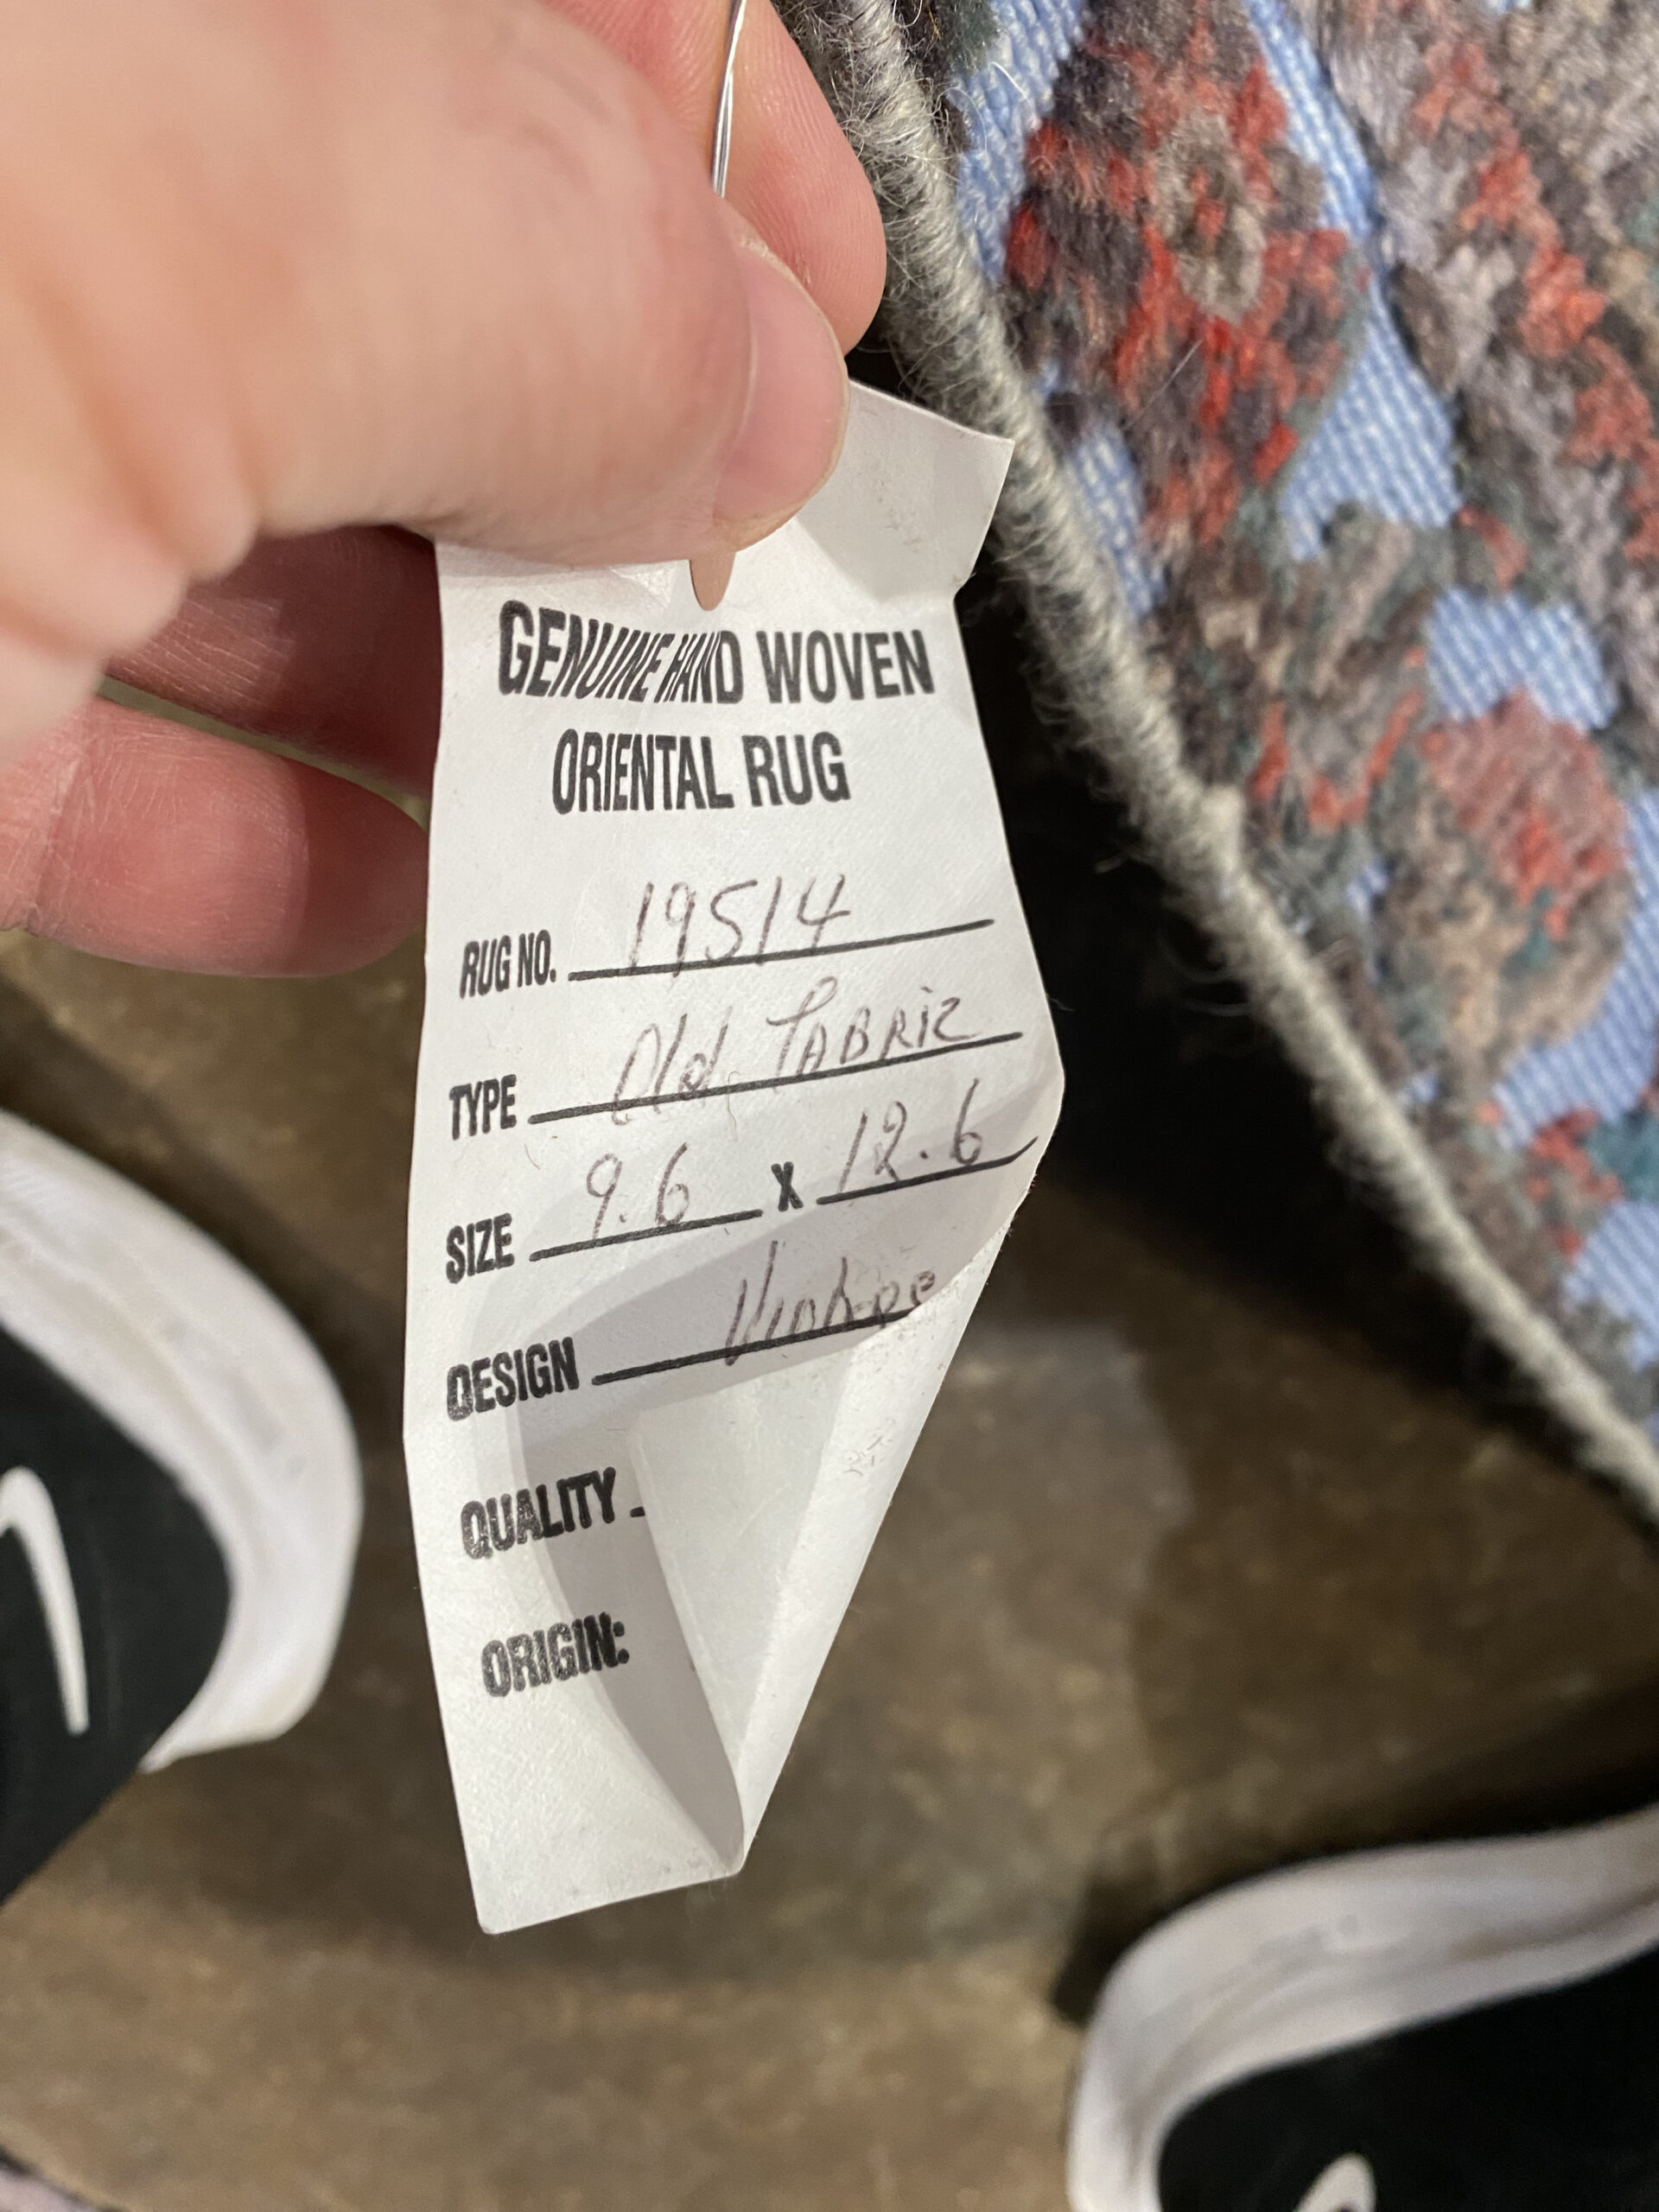 GENUINE HAND WOVEN
ORIENTAL RUG
RUG NO. 19514
TYPE Old TABRiz
SIZE 9.6 X 12.6
DESIGN
QUALITY
ORIGIN: